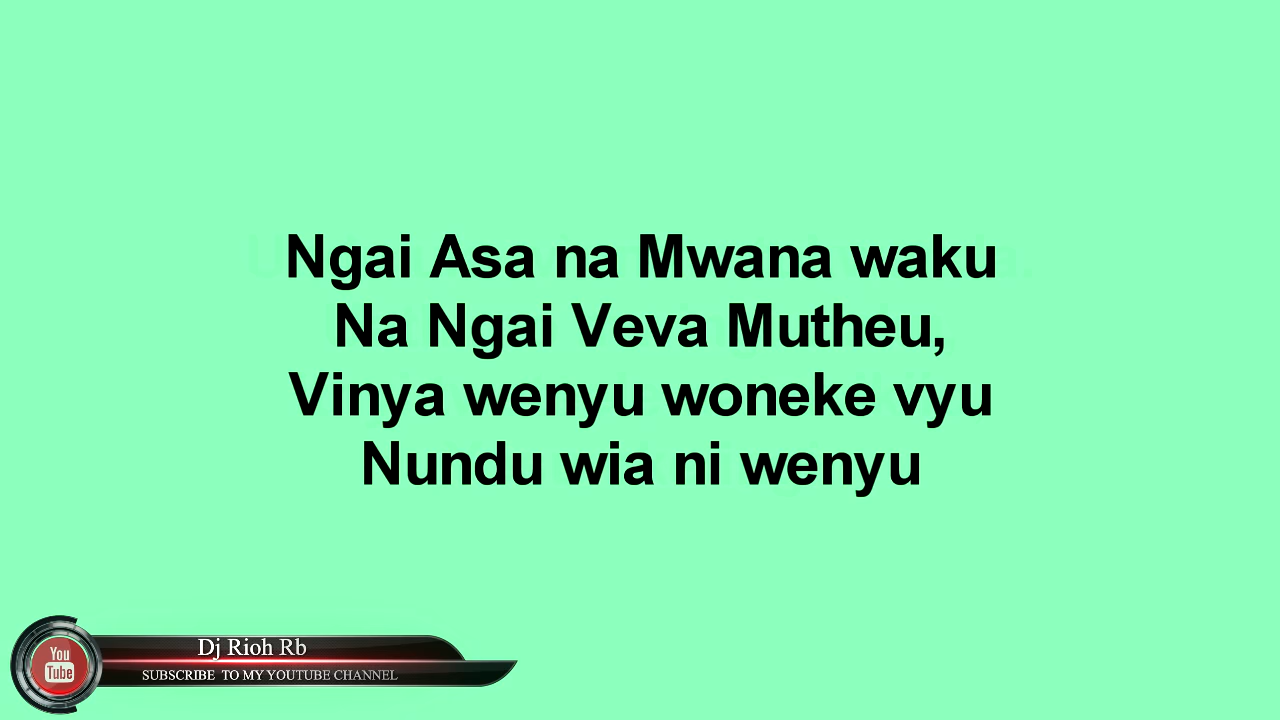 Ngai Asa na Mwana waku
Na Ngai Veva Mutheu,
Vinya wenyu woneke vyu
Nundu wia ni wenyu
Dj Rioh Rb
You
Tube
SUBSCRIBE TO MY YOUTUBE CHANNEL